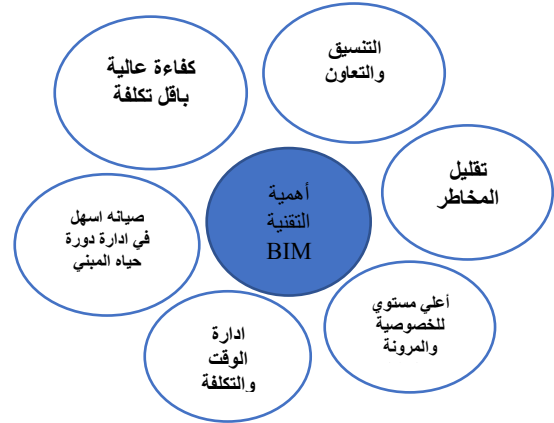 التنسيق
والتعاون
كفاءة عالية
باقل تكلفة
تقليل
المخاطر
أهمية
التقنية
BIM
صيانه اسهل
في ادارة دورة
حياه المبني
أعلي مستوي
للخصوصية
والمرونة
ادارة
الوقت
والتكلفة